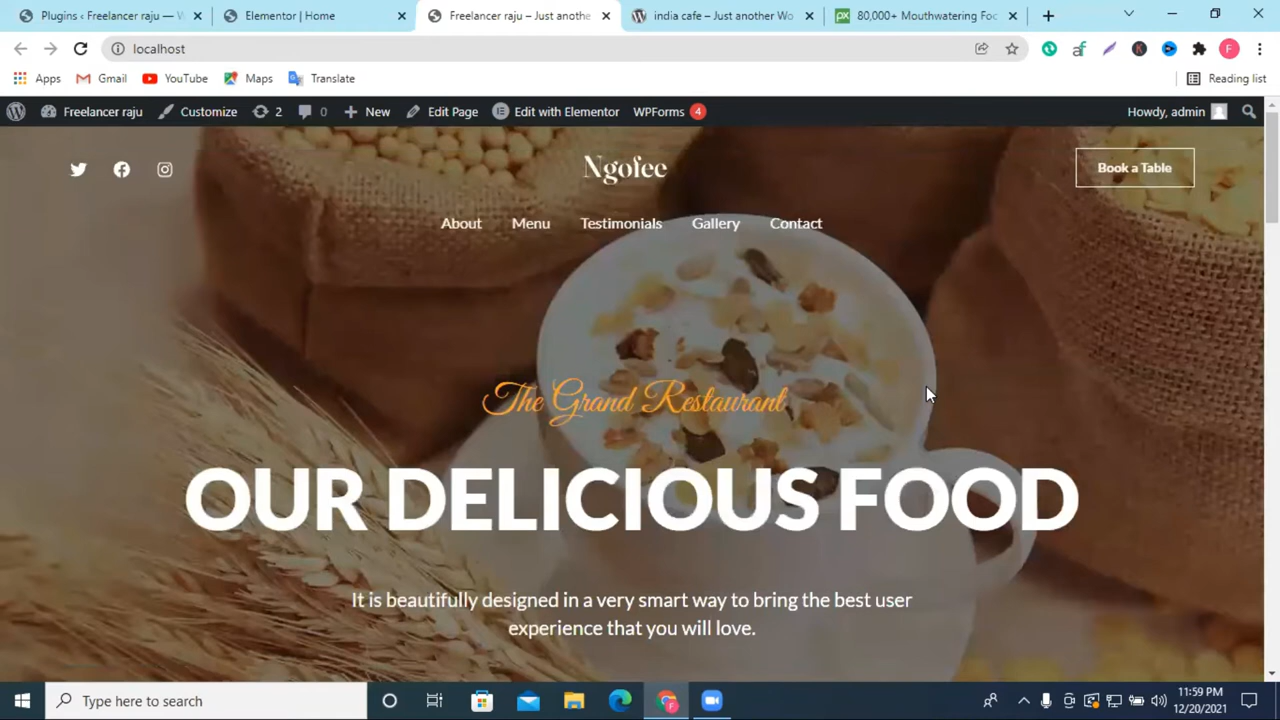 Plugins ‹ Freelancer raju — W
Elementor | Home
Freelancer raju – Just anothe
india cafe – Just another Wo
px
80,000+ Mouthwatering Foo
localhost
af
K
F
Apps
Gmail
YouTube
Maps
Translate
Reading list
Freelancer raju
Customize
2
0
New
Edit Page
Edit with Elementor
WPForms
4
Howdy, admin
Ngofee
Book a Table
About
Menu
Testimonials
Gallery
Contact
The Grand Restaurant
OUR DELICIOUS FOOD
It is beautifully designed in a very smart way to bring the best user
experience that you will love.
Type here to search
F
11:59 PM
12/20/2021